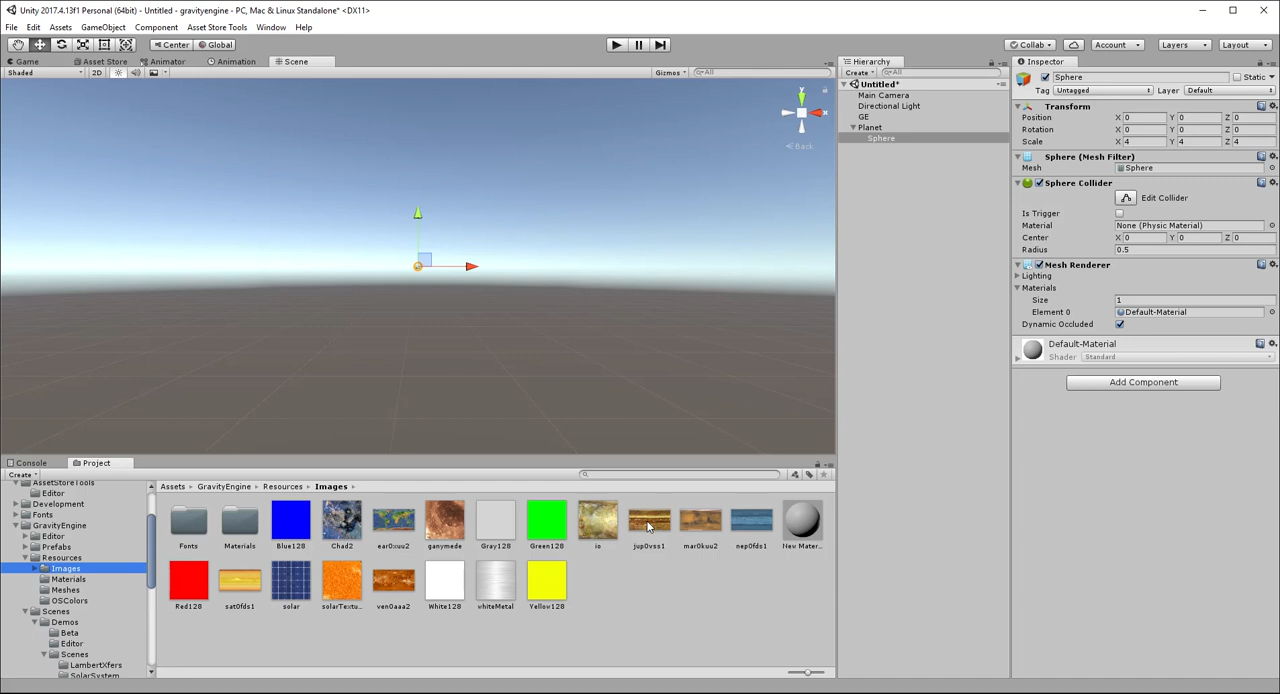 Unity 2017.4.13f1 Personal (64bit) - Untitled - gravityengine - PC, Mac & Linux Standalone* <DX11>
File Edit Assets GameObject Component Asset Store Tools Window Help
Center Global Collab Account Layers Layout
Game Asset Store Animator Animation Scene
Shaded 2D Gizmos All
y
x
Back
Hierarchy
Create All
Untitled*
Main Camera
Directional Light
GE
Planet
Sphere
Inspector
Sphere Static
Tag Untagged Layer Default
Transform
Position X 0 Y 0 Z 0
Rotation X 0 Y 0 Z 0
Scale X 4 Y 4 Z 4
Sphere (Mesh Filter)
Mesh Sphere
Sphere Collider
Edit Collider
Is Trigger
Material None (Physic Material)
Center X 0 Y 0 Z 0
Radius 0.5
Mesh Renderer
Lighting
Materials
Size 1
Element 0 Default-Material
Dynamic Occluded
Default-Material
Shader Standard
Add Component
Console Project
Create
AssetStoreTools
Editor
Development
Fonts
GravityEngine
Editor
Prefabs
Resources
Images
Materials
Meshes
OSColors
Scenes
Demos
Beta
Editor
Scenes
LambertXfers
SolarSystem
Assets GravityEngine Resources Images
Fonts Materials Blue128 Chad2 ear0xuu2 ganymede Gray128 Green128 io jup0vss1 mar0kuu2 nep0fds1 New Mater...
Red128 sat0fds1 solar solarTextu... ven0aaa2 White128 whiteMetal Yellow128